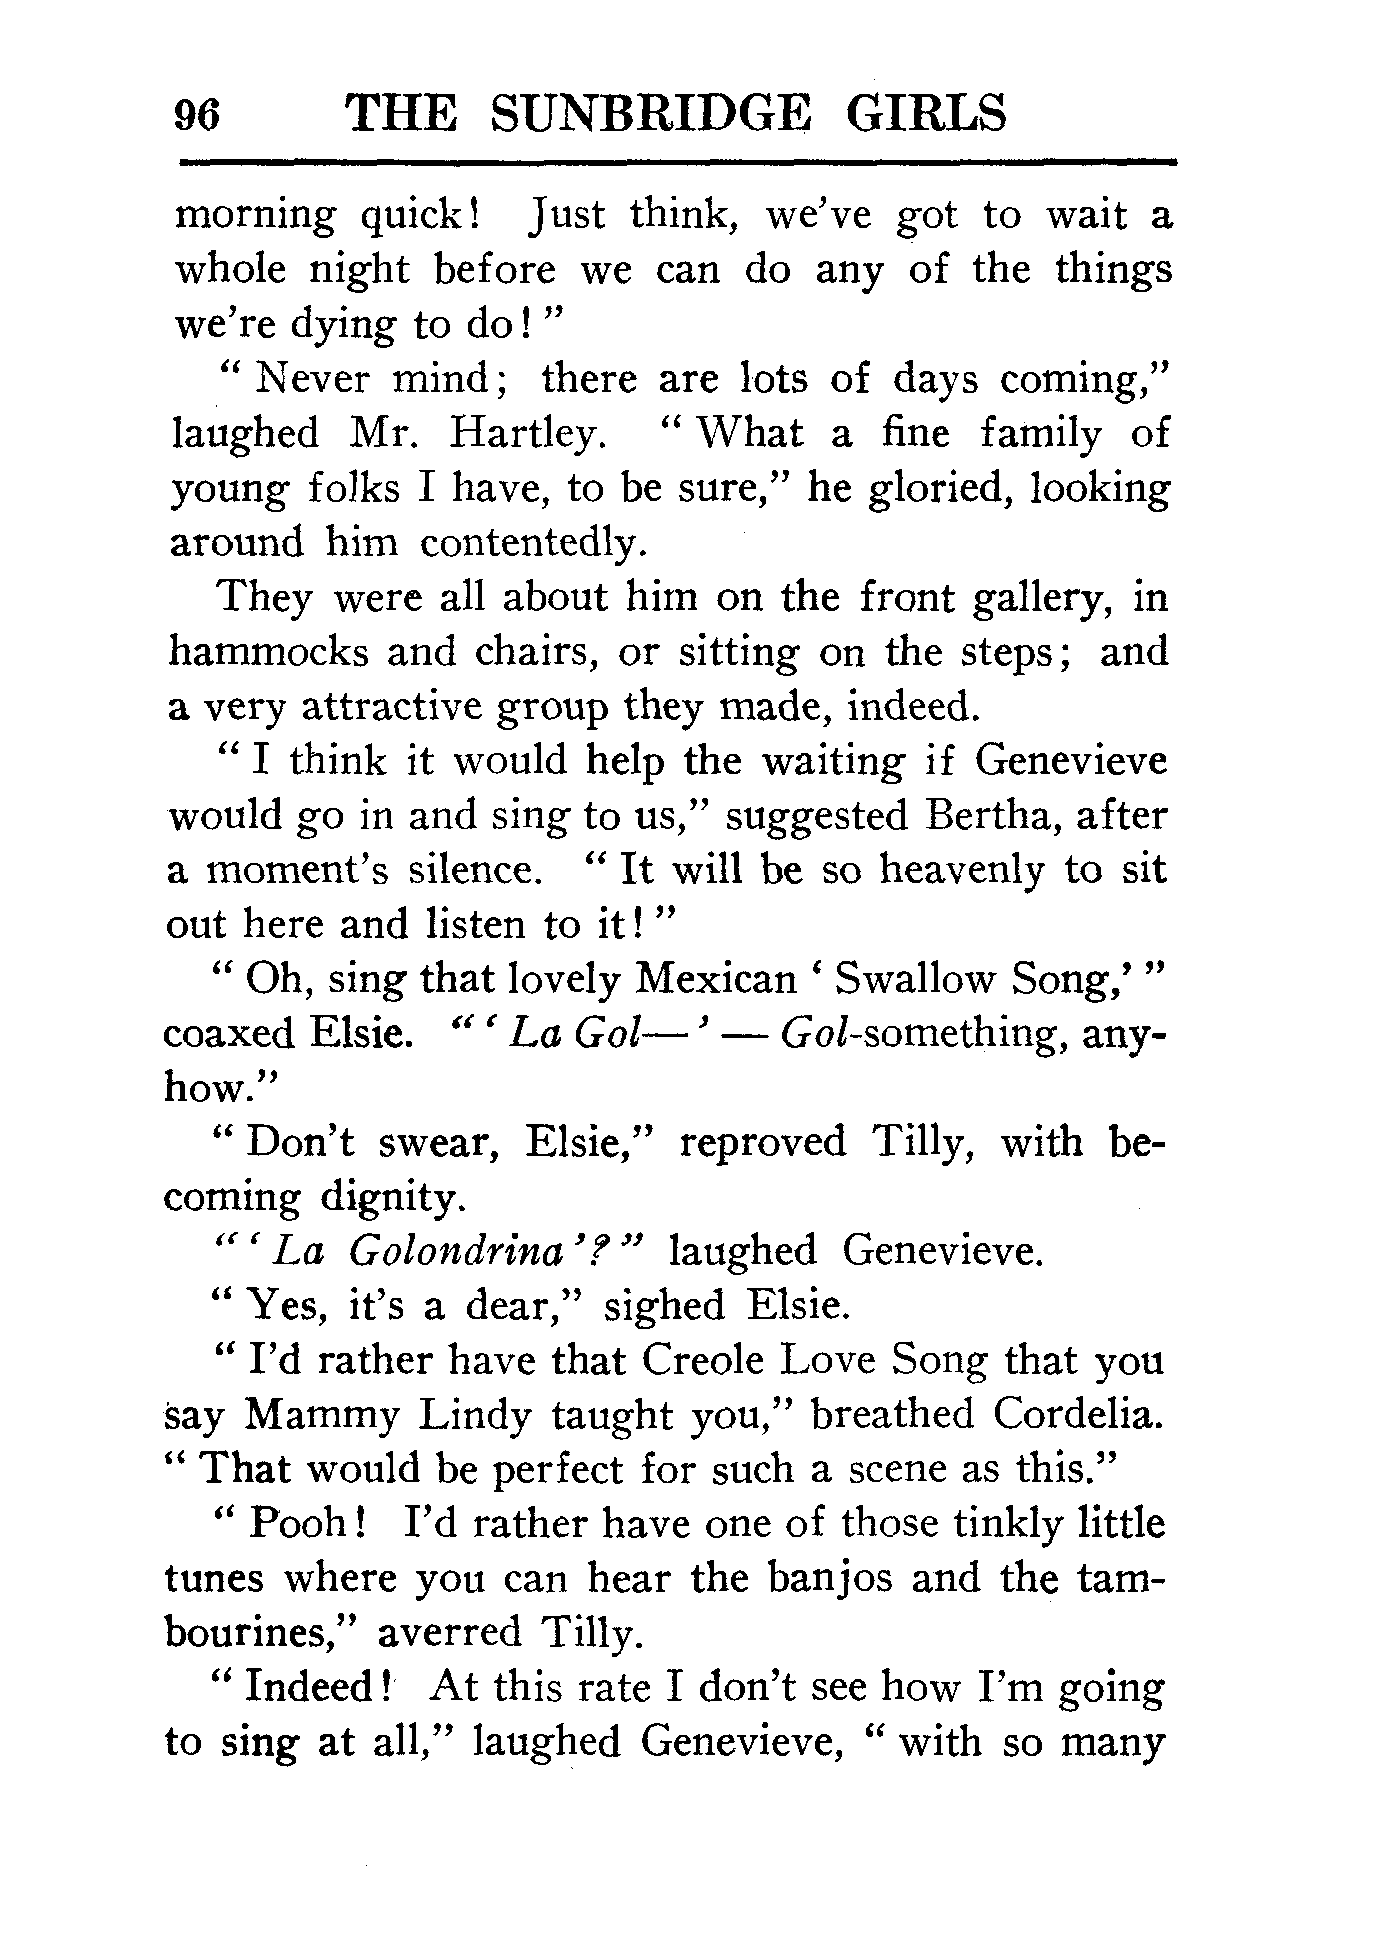 96 THE SUNBRIDGE GIRLS
morning quick! Just think, we've got to wait a
whole night before we can do any of the things
we're dying to do!"
"Never mind; there are lots of days coming,"
laughed Mr. Hartley. "What a fine family of
young folks I have, to be sure," he gloried, looking
around him contentedly.
They were all about him on the front gallery, in
hammocks and chairs, or sitting on the steps; and
a very attractive group they made, indeed.
"I think it would help the waiting if Genevieve
would go in and sing to us," suggested Bertha, after
a moment's silence. "It will be so heavenly to sit
out here and listen to it!"
"Oh, sing that lovely Mexican 'Swallow Song,'"
coaxed Elsie. "'La Gol—'— Gol-something, any-
how."
"Don't swear, Elsie," reproved Tilly, with be-
coming dignity.
"'La Golondrina'?" laughed Genevieve.
"Yes, it's a dear," sighed Elsie.
"I'd rather have that Creole Love Song that you
say Mammy Lindy taught you," breathed Cordelia.
"That would be perfect for such a scene as this."
"Pooh! I'd rather have one of those tinkly little
tunes where you can hear the banjos and the tam-
bourines," averred Tilly.
"Indeed! At this rate I don't see how I'm going
to sing at all," laughed Genevieve, "with so many